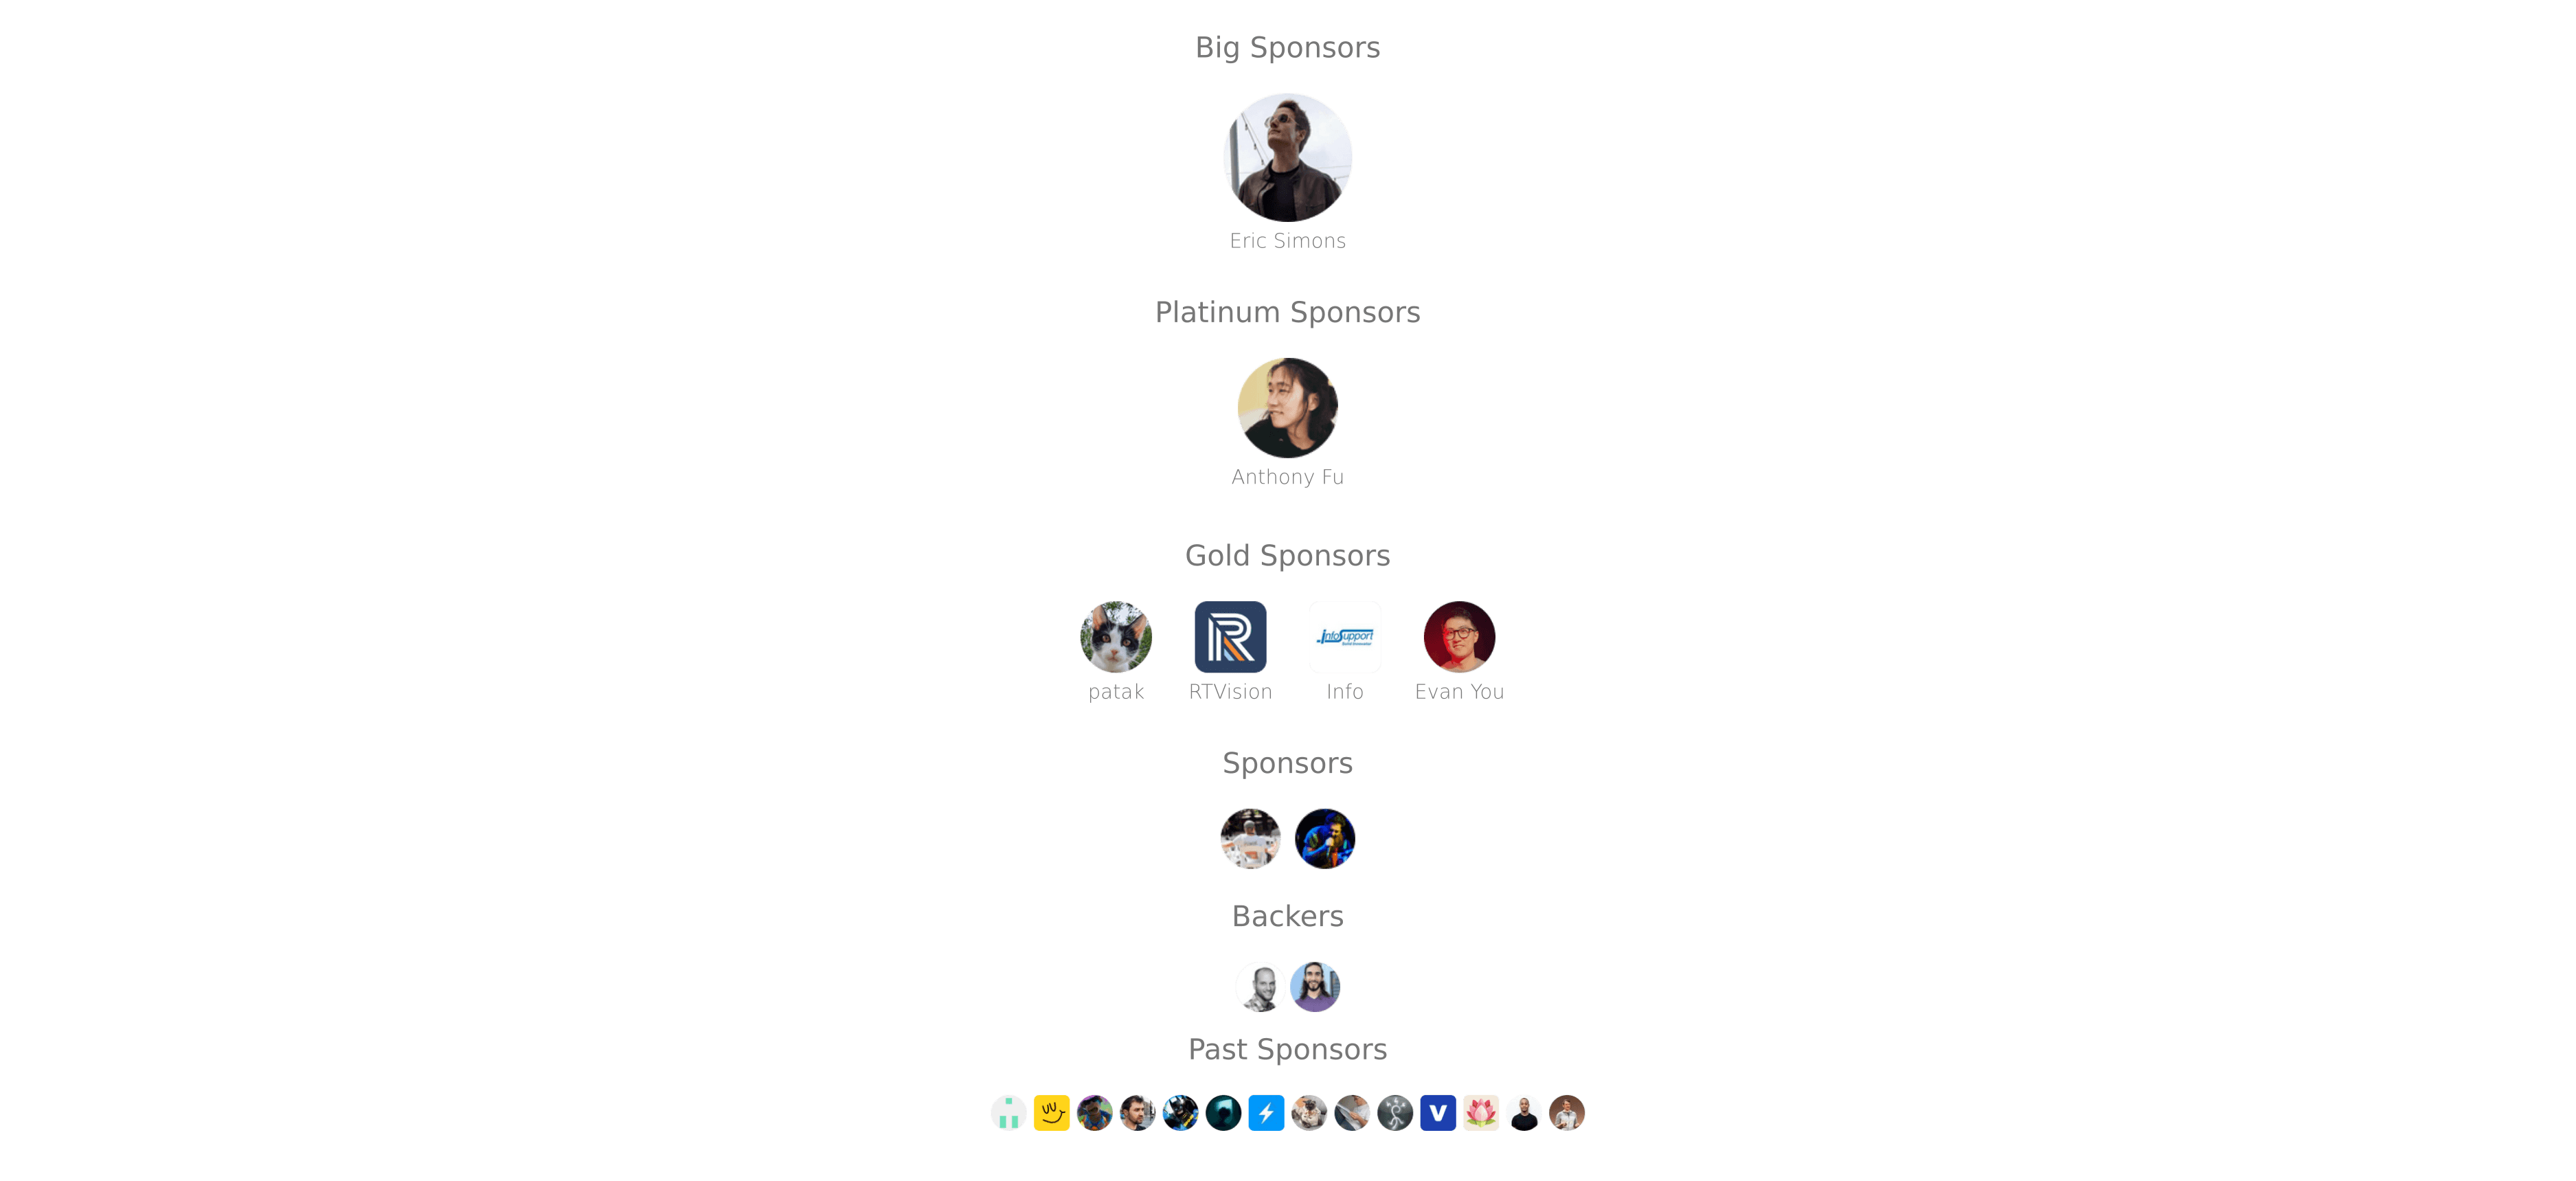 Big Sponsors
Eric Simons
Platinum Sponsors
Anthony Fu
Gold Sponsors
R
infoSupport
patak RTVision Info Evan You
Sponsors
Backers
Past Sponsors
V